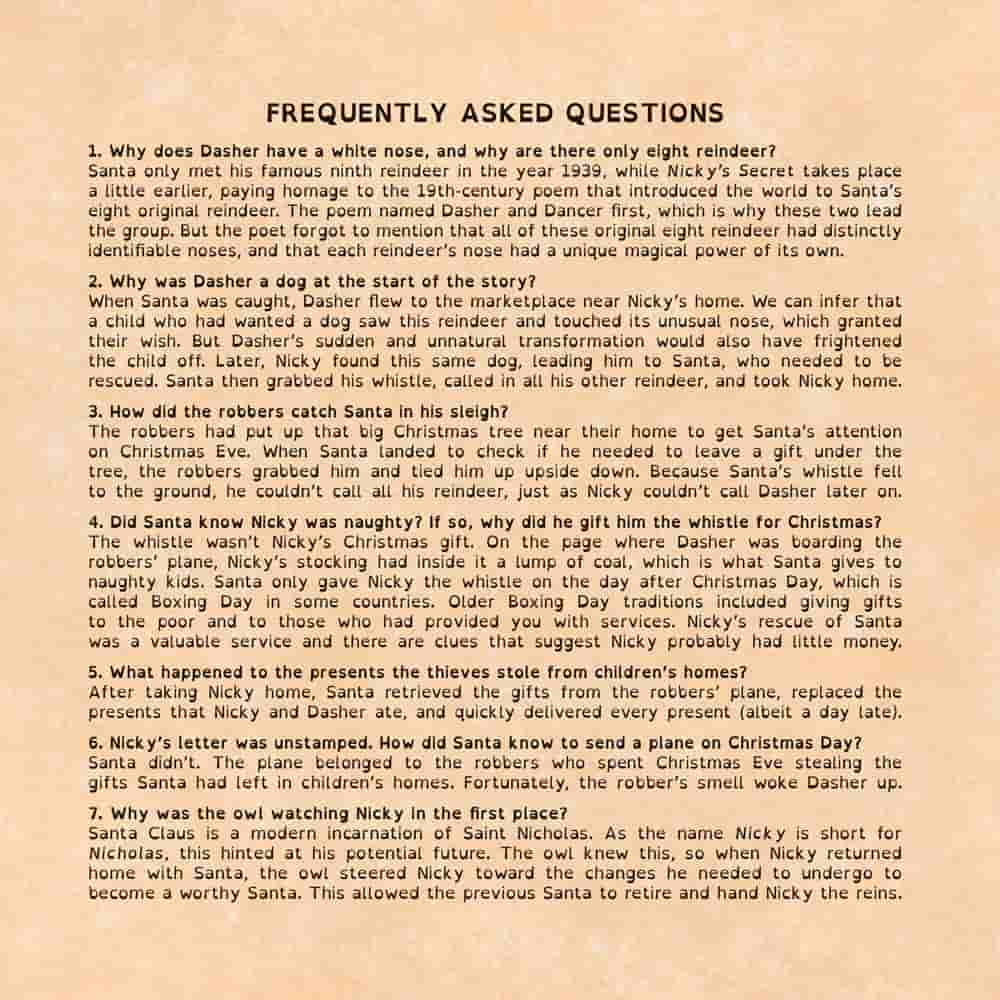 FREQUENTLY ASKED QUESTIONS
1. Why does Dasher have a white nose, and why are there only eight reindeer?
Santa only met his famous ninth reindeer in the year 1939, while Nicky's Secret takes place
a little earlier, paying homage to the 19th-century poem that introduced the world to Santa's
eight original reindeer. The poem named Dasher and Dancer first, which is why these two lead
the group. But the poet forgot to mention that all of these original eight reindeer had distinctly
identifiable noses, and that each reindeer's nose had a unique magical power of its own.
2. Why was Dasher a dog at the start of the story?
When Santa was caught, Dasher flew to the marketplace near Nicky's home. We can infer that
a child who had wanted a dog saw this reindeer and touched its unusual nose, which granted
their wish. But Dasher's sudden and unnatural transformation would also have frightened
the child off. Later, Nicky found this same dog, leading him to Santa, who needed to be
rescued. Santa then grabbed his whistle, called in all his other reindeer, and took Nicky home.
3. How did the robbers catch Santa in his sleigh?
The robbers had put up that big Christmas tree near their home to get Santa's attention
on Christmas Eve. When Santa landed to check if he needed to leave a gift under the
tree, the robbers grabbed him and tied him up upside down. Because Santa's whistle fell
to the ground, he couldn't call all his reindeer, just as Nicky couldn't call Dasher later on.
4. Did Santa know Nicky was naughty? If so, why did he gift him the whistle for Christmas?
The whistle wasn't Nicky's Christmas gift. On the page where Dasher was boarding the
robbers' plane, Nicky's stocking had inside it a lump of coal, which is what Santa gives to
naughty kids. Santa only gave Nicky the whistle on the day after Christmas Day, which is
called Boxing Day in some countries. Older Boxing Day traditions included giving gifts
to the poor and to those who had provided you with services. Nicky's rescue of Santa
was a valuable service and there are clues that suggest Nicky probably had little money.
5. What happened to the presents the thieves stole from children's homes?
After taking Nicky home, Santa retrieved the gifts from the robbers' plane, replaced the
presents that Nicky and Dasher ate, and quickly delivered every present (albeit a day late).
6. Nicky's letter was unstamped. How did Santa know to send a plane on Christmas Day?
Santa didn't. The plane belonged to the robbers who spent Christmas Eve stealing the
gifts Santa had left in children's homes. Fortunately, the robber's smell woke Dasher up.
7. Why was the owl watching Nicky in the first place?
Santa Claus is a modern incarnation of Saint Nicholas. As the name Nicky is short for
Nicholas, this hinted at his potential future. The owl knew this, so when Nicky returned
home with Santa, the owl steered Nicky toward the changes he needed to undergo to
become a worthy Santa. This allowed the previous Santa to retire and hand Nicky the reins.